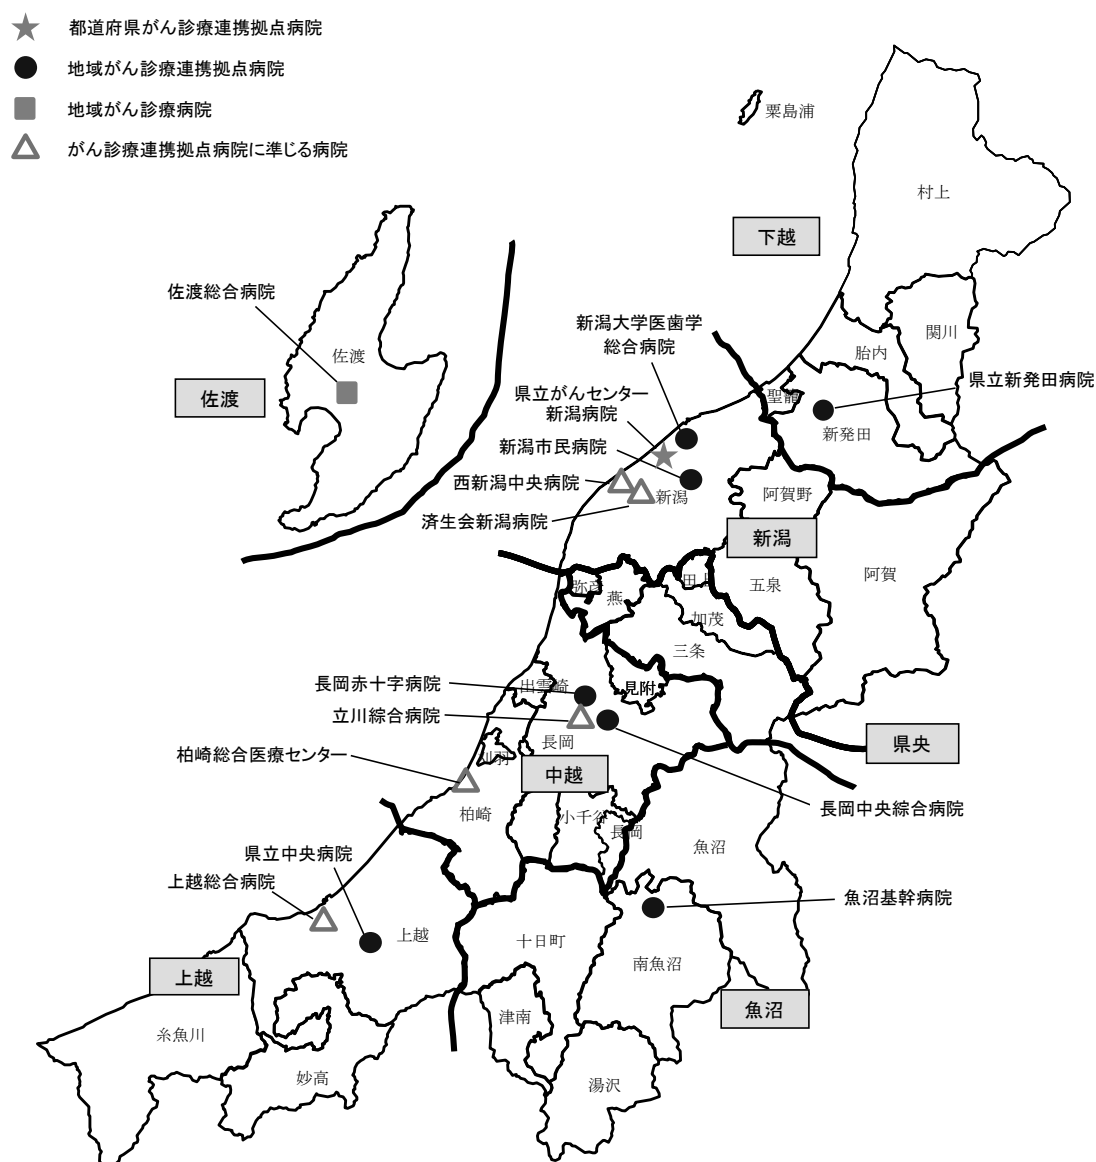 都道府県がん診療連携拠点病院
地域がん診療連携拠点病院
地域がん診療病院
がん診療連携拠点病院に準じる病院
粟島浦
村上
下越
佐渡総合病院
新潟大学医歯学
総合病院
関川
胎内
佐渡
県立新発田病院
佐渡
県立がんセンター
新潟病院
聖籠
新発田
新潟市民病院
西新潟中央病院
新潟
阿賀野
済生会新潟病院
新潟
阿賀
弥彦
燕
田上
五泉
加茂
三条
長岡赤十字病院
出雲崎
見附
立川綜合病院
長岡
県央
柏崎総合医療センター
刈羽
中越
長岡中央綜合病院
柏崎
小千谷
長岡
魚沼
県立中央病院
上越総合病院
魚沼基幹病院
上越
十日町
南魚沼
上越
魚沼
糸魚川
津南
妙高
湯沢